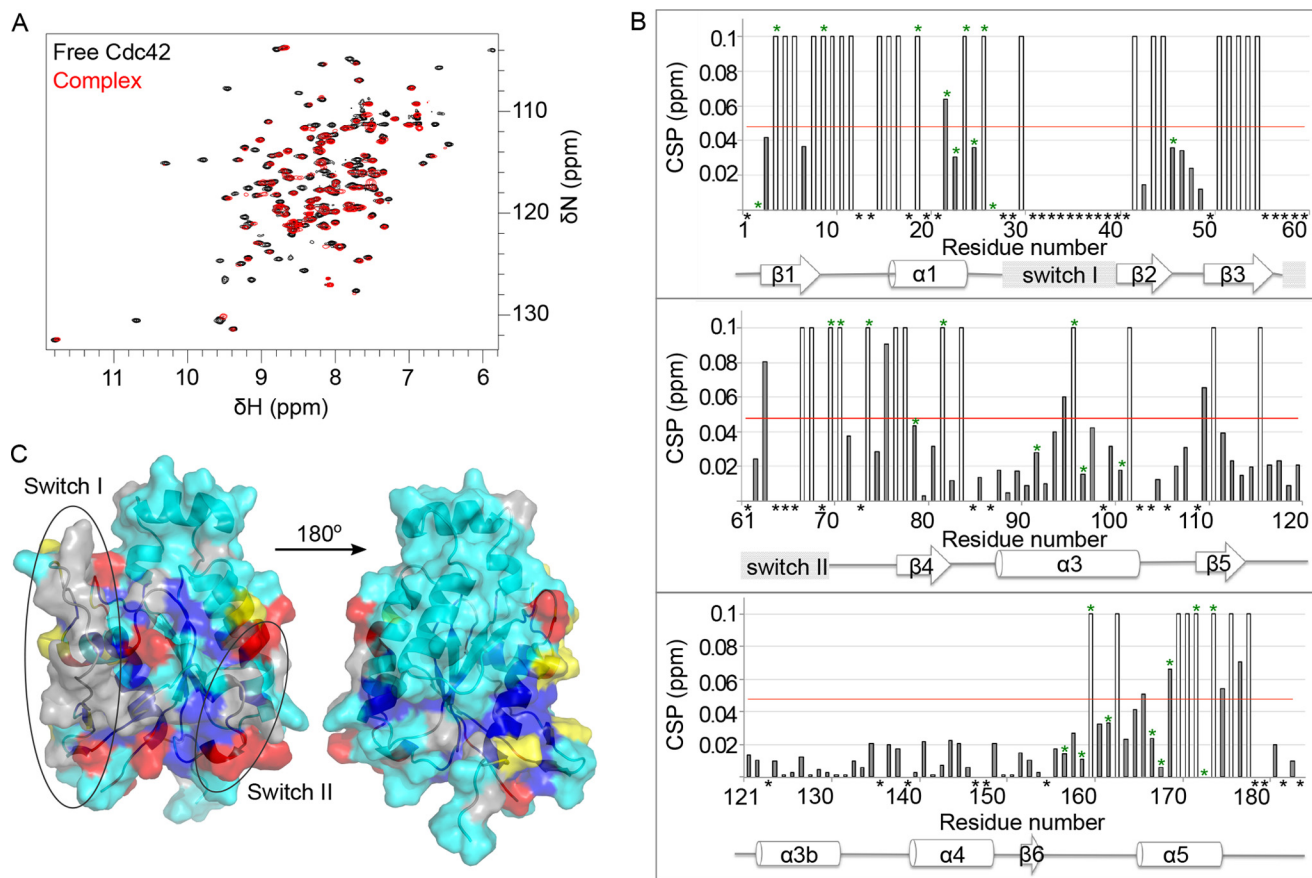 A
Free Cdc42
Complex
110
120
130
δN (ppm)
11 10 9 8 7 6
δH (ppm)
B
CSP (ppm)
0.1
0.08
0.06
0.04
0.02
1 10 20 30 40 50 60
Residue number
β1 α1 switch I β2 β3
CSP (ppm)
0.1
0.08
0.06
0.04
0.02
61 70 80 90 100 110 120
Residue number
switch II β4 α3 β5
CSP (ppm)
0.1
0.08
0.06
0.04
0.02
121 130 140 150 160 170 180
Residue number
α3b α4 β6 α5
C
Switch I
180º
Switch II